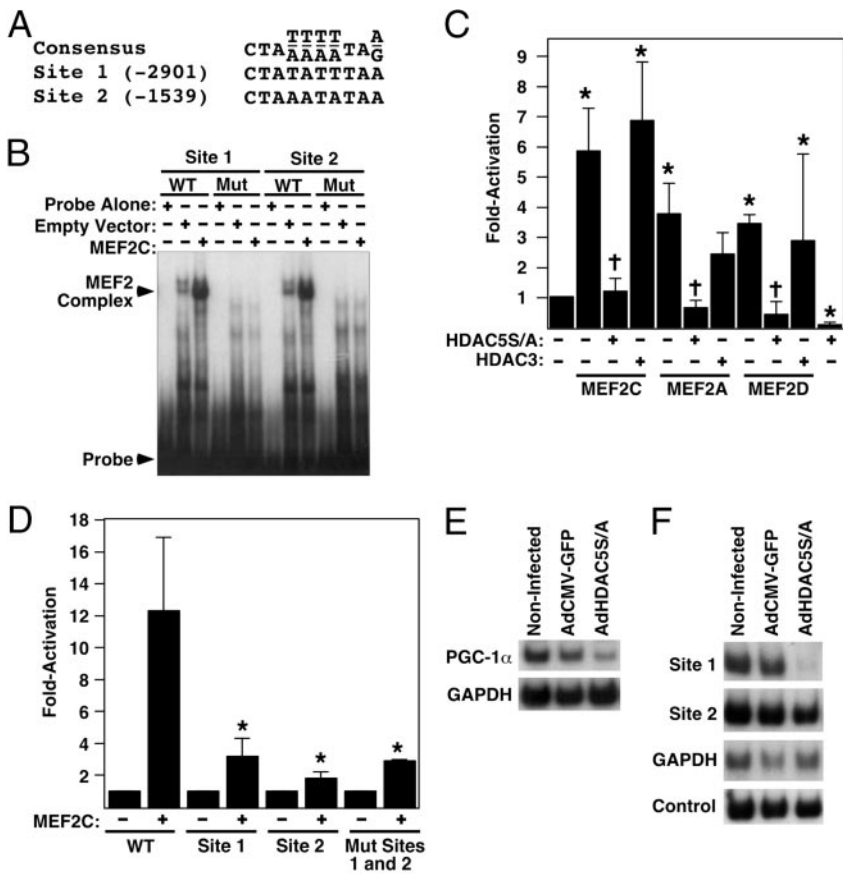 A
TTTT A
Consensus CTAAAAATAG
Site 1 (-2901) CTATATTTAA
Site 2 (-1539) CTAAATATAA
B
Site 1 Site 2
WT Mut WT Mut
Probe Alone: + - - + - - + - - + - -
Empty Vector: - + - - + - - + - - + -
MEF2C: - - + - - + - - + - - +
MEF2 Complex
Probe
C
Fold-Activation
9
8
7
6
5
4
3
2
1
* † * * † * † * *
HDAC5S/A: - - + - - + - - + - +
HDAC3: - - - + - - + - - + -
MEF2C MEF2A MEF2D
D
Fold-Activation
18
16
14
12
10
8
6
4
2
* * *
MEF2C: - + - + - + - +
WT Site 1 Site 2 Mut Sites
1 and 2
E
Non-Infected
AdCMV-GFP
AdHDAC5S/A
PGC-1α
GAPDH
F
Non-Infected
AdCMV-GFP
AdHDAC5S/A
Site 1
Site 2
GAPDH
Control